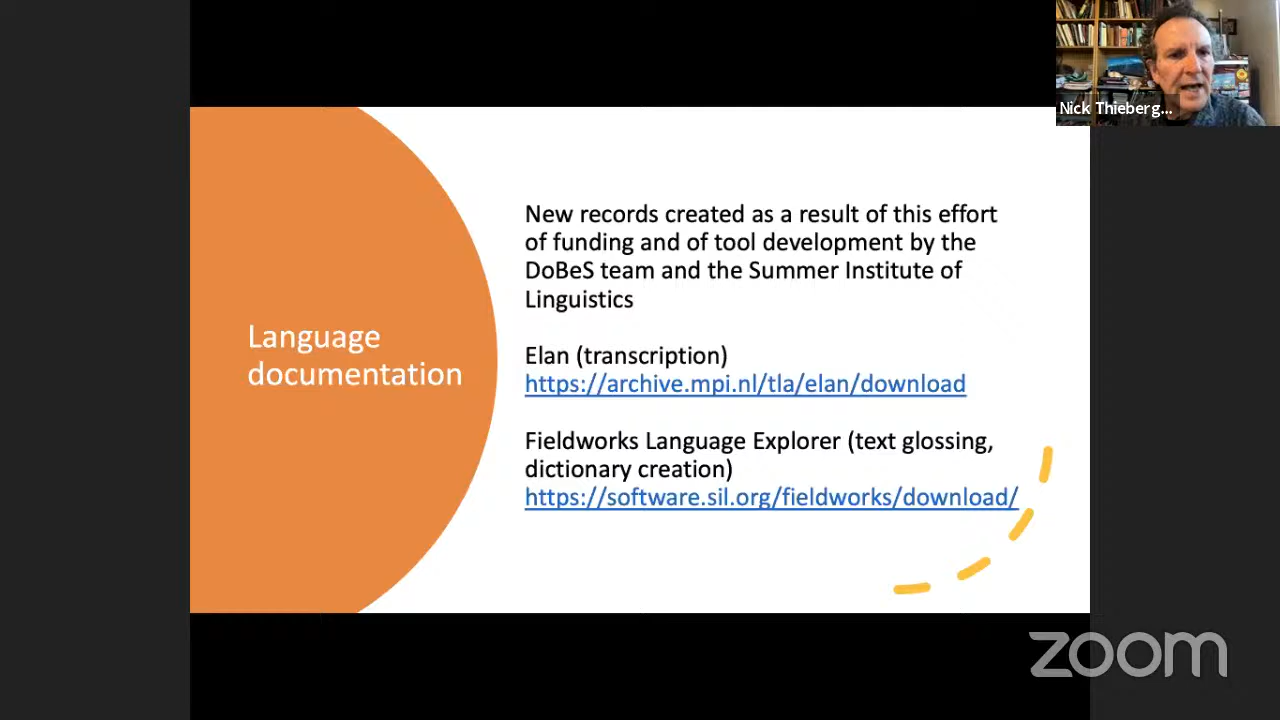 Nick Thieberg...
Language
documentation
New records created as a result of this effort
of funding and of tool development by the
DoBeS team and the Summer Institute of
Linguistics
Elan (transcription)
https://archive.mpi.nl/tla/elan/download
Fieldworks Language Explorer (text glossing,
dictionary creation)
https://software.sil.org/fieldworks/download/
zoom